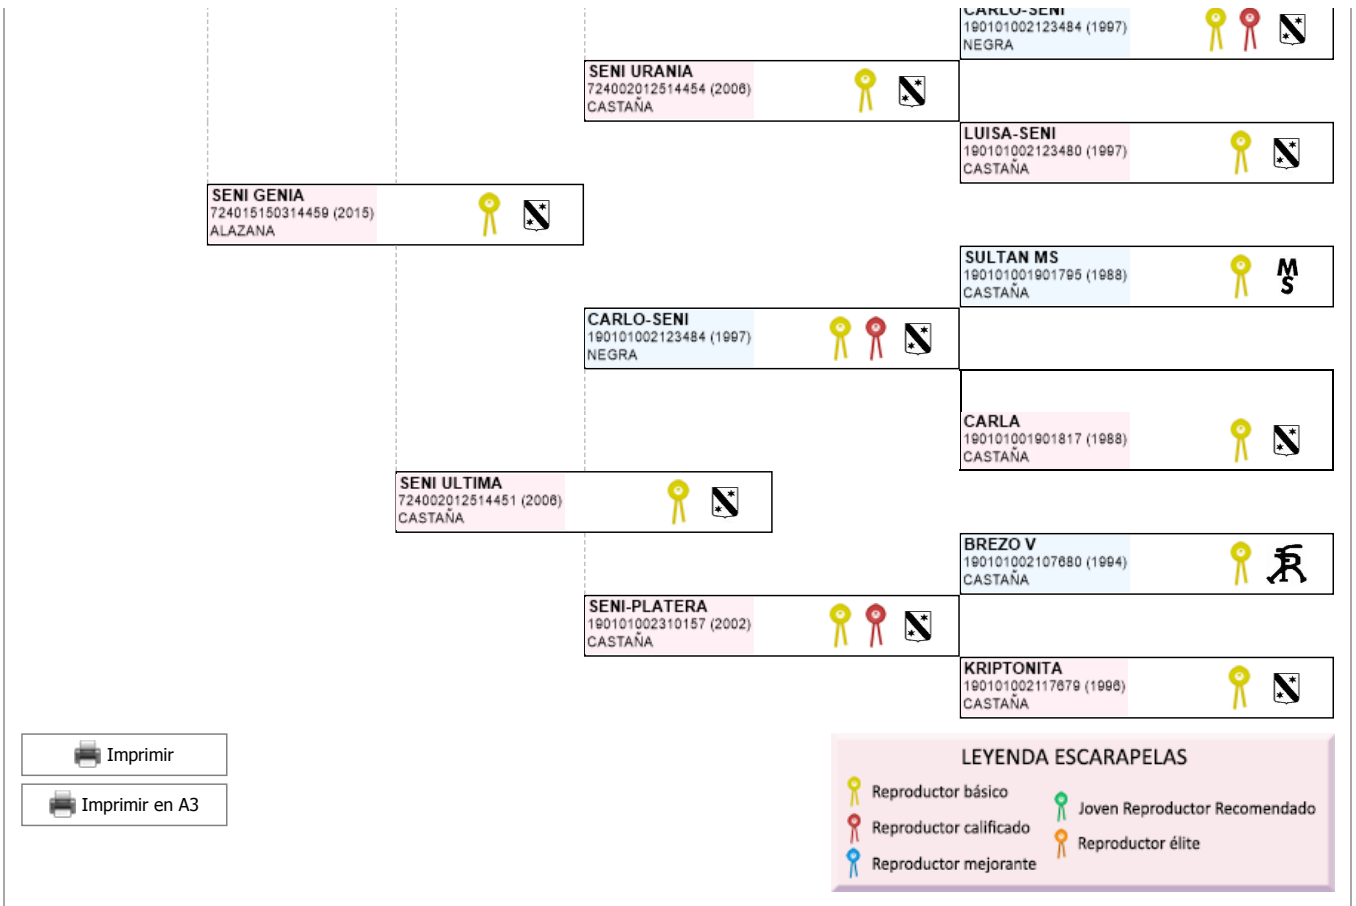 CARLO-SENI
190101002123484 (1997)
NEGRA
SENI URANIA
724002012514454 (2006)
CASTAÑA
LUISA-SENI
190101002123480 (1997)
CASTAÑA
SENI GENIA
724015150314459 (2015)
ALAZANA
SULTAN MS
190101001901795 (1988)
CASTAÑA
M
S
CARLO-SENI
190101002123484 (1997)
NEGRA
CARLA
190101001901817 (1988)
CASTAÑA
SENI ULTIMA
724002012514451 (2006)
CASTAÑA
BREZO V
190101002107680 (1994)
CASTAÑA
SENI-PLATERA
190101002310157 (2002)
CASTAÑA
KRIPTONITA
190101002117679 (1996)
CASTAÑA
Imprimir
Imprimir en A3
LEYENDA ESCARAPELAS
Reproductor básico
Reproductor calificado
Reproductor mejorante
Joven Reproductor Recomendado
Reproductor élite